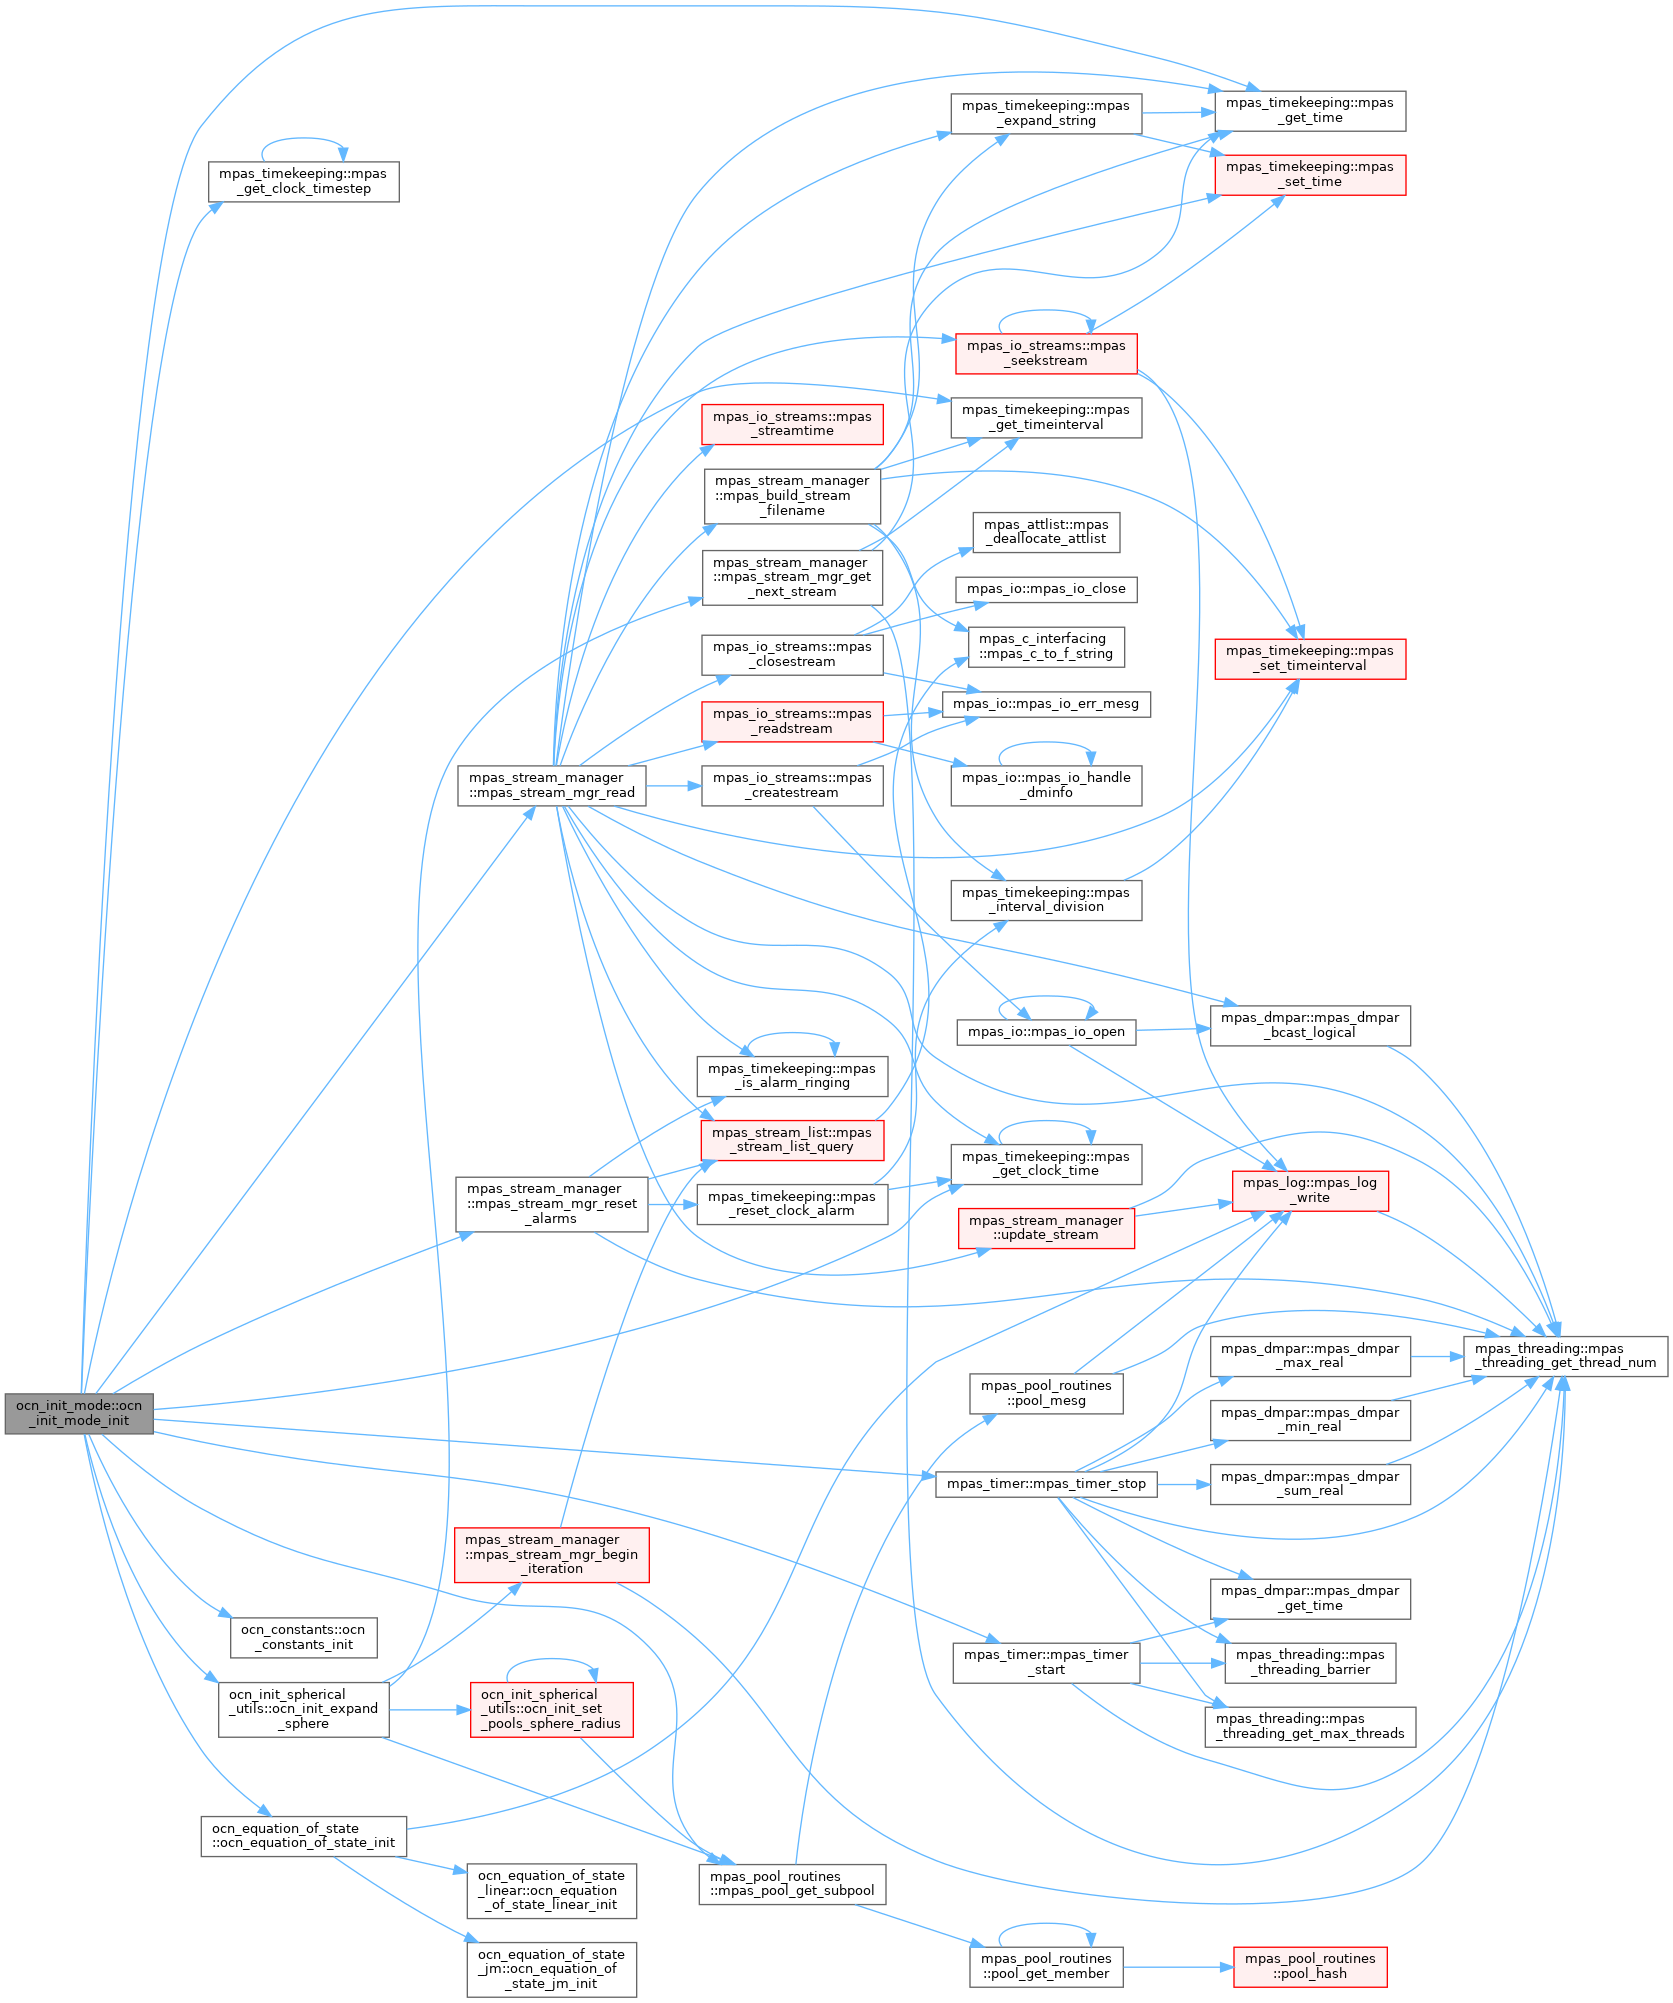 ocn_init_mode::ocn
_init_mode_init
mpas_timekeeping::mpas
_get_clock_timestep
ocn_constants::ocn
_constants_init
ocn_init_spherical
_utils::ocn_init_expand
_sphere
ocn_equation_of_state
::ocn_equation_of_state_init
mpas_stream_manager
::mpas_stream_mgr_read
mpas_stream_manager
::mpas_stream_mgr_reset
_alarms
mpas_stream_manager
::mpas_stream_mgr_begin
_iteration
ocn_init_spherical
_utils::ocn_init_set
_pools_sphere_radius
ocn_equation_of_state
_linear::ocn_equation
_of_state_linear_init
ocn_equation_of_state
_jm::ocn_equation_of
_state_jm_init
mpas_io_streams::mpas
_streamtime
mpas_stream_manager
::mpas_build_stream
_filename
mpas_stream_manager
::mpas_stream_mgr_get
_next_stream
mpas_io_streams::mpas
_closestream
mpas_io_streams::mpas
_readstream
mpas_io_streams::mpas
_createstream
mpas_timekeeping::mpas
_is_alarm_ringing
mpas_stream_list::mpas
_stream_list_query
mpas_timekeeping::mpas
_reset_clock_alarm
mpas_pool_routines
::mpas_pool_get_subpool
mpas_timekeeping::mpas
_expand_string
mpas_io_streams::mpas
_seekstream
mpas_timekeeping::mpas
_get_timeinterval
mpas_attlist::mpas
_deallocate_attlist
mpas_io::mpas_io_close
mpas_c_interfacing
::mpas_c_to_f_string
mpas_io::mpas_io_err_mesg
mpas_io::mpas_io_handle
_dminfo
mpas_timekeeping::mpas
_interval_division
mpas_io::mpas_io_open
mpas_timekeeping::mpas
_get_clock_time
mpas_stream_manager
::update_stream
mpas_pool_routines
::pool_mesg
mpas_timer::mpas_timer_stop
mpas_timer::mpas_timer
_start
mpas_pool_routines
::pool_get_member
mpas_timekeeping::mpas
_get_time
mpas_timekeeping::mpas
_set_time
mpas_timekeeping::mpas
_set_timeinterval
mpas_dmpar::mpas_dmpar
_bcast_logical
mpas_log::mpas_log
_write
mpas_dmpar::mpas_dmpar
_max_real
mpas_dmpar::mpas_dmpar
_min_real
mpas_dmpar::mpas_dmpar
_sum_real
mpas_dmpar::mpas_dmpar
_get_time
mpas_threading::mpas
_threading_barrier
mpas_threading::mpas
_threading_get_max_threads
mpas_pool_routines
::pool_hash
mpas_threading::mpas
_threading_get_thread_num